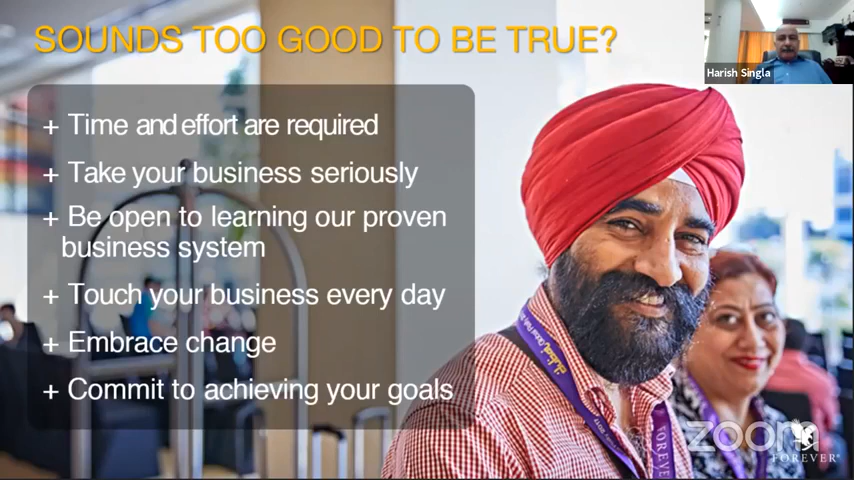 SOUNDS TOO GOOD TO BE TRUE?
Harish Singla
+ Time and effort are required
+ Take your business seriously
+ Be open to learning our proven
business system
+ Touch your business every day
+ Embrace change
+ Commit to achieving your goals
FOREVER
zoom
FOREVER